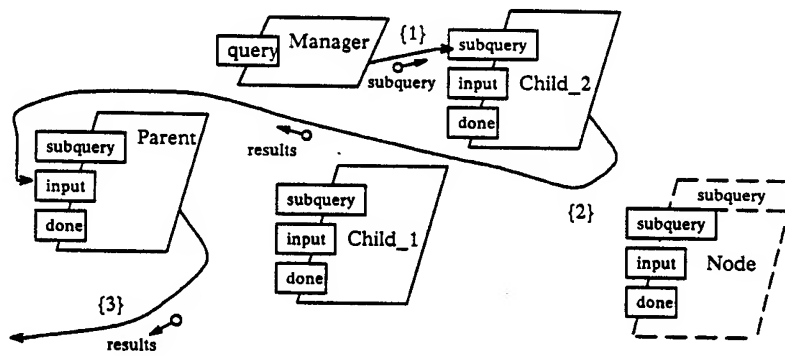 Manager
query
{1}
subquery
subquery
input
Child_2
done
Parent
subquery
input
done
results
subquery
input
Child_1
done
{2}
subquery
subquery
input
Node
done
{3}
results